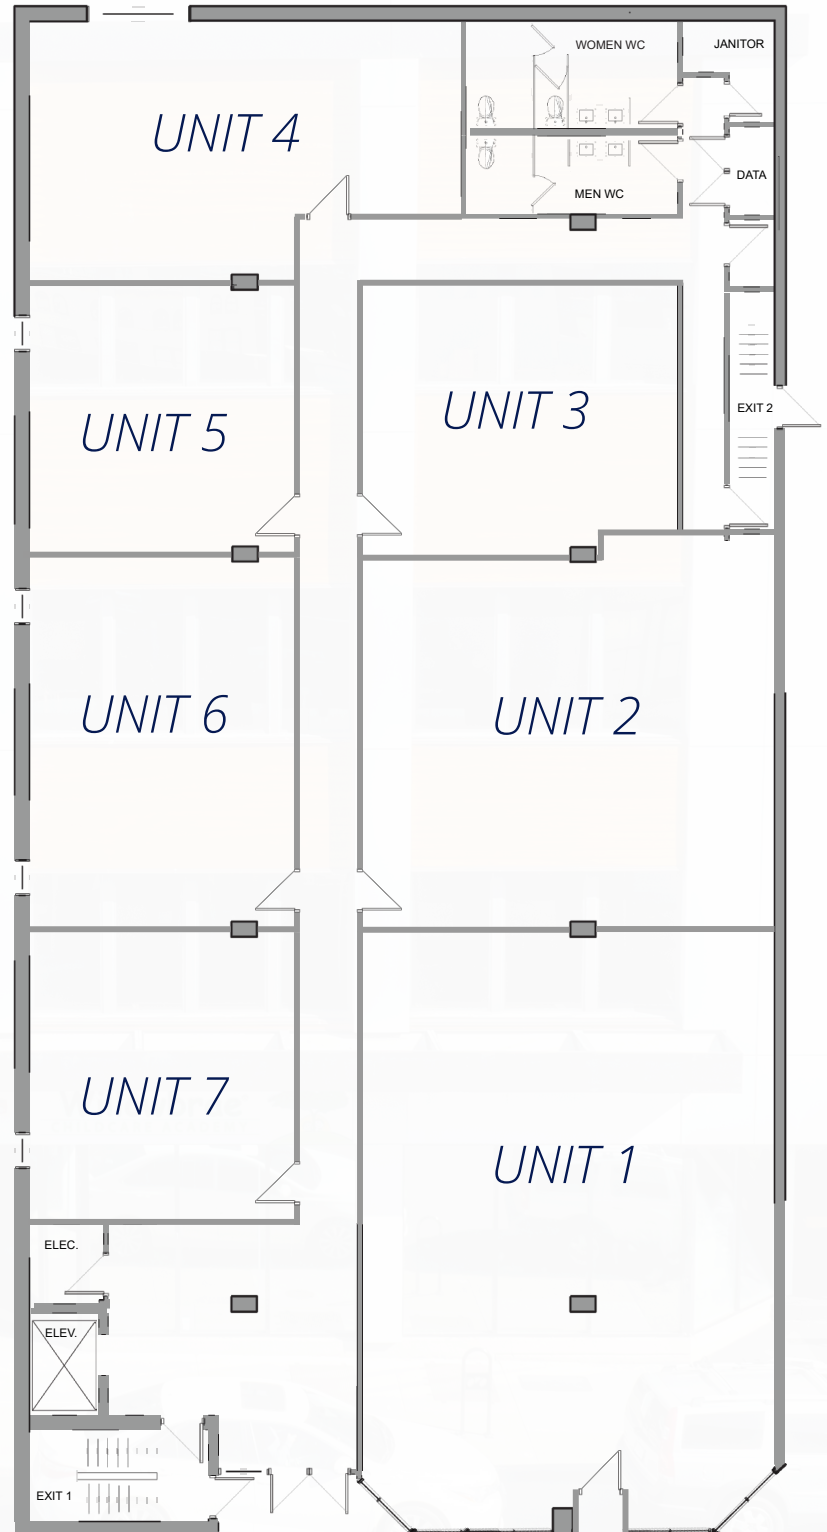 WOMEN WC
JANITOR
UNIT 4
DATA
MEN WC
UNIT 3
EXIT 2
UNIT 5
UNIT 6
UNIT 2
UNIT 7
UNIT 1
ELEC.
ELEV.
EXIT 1